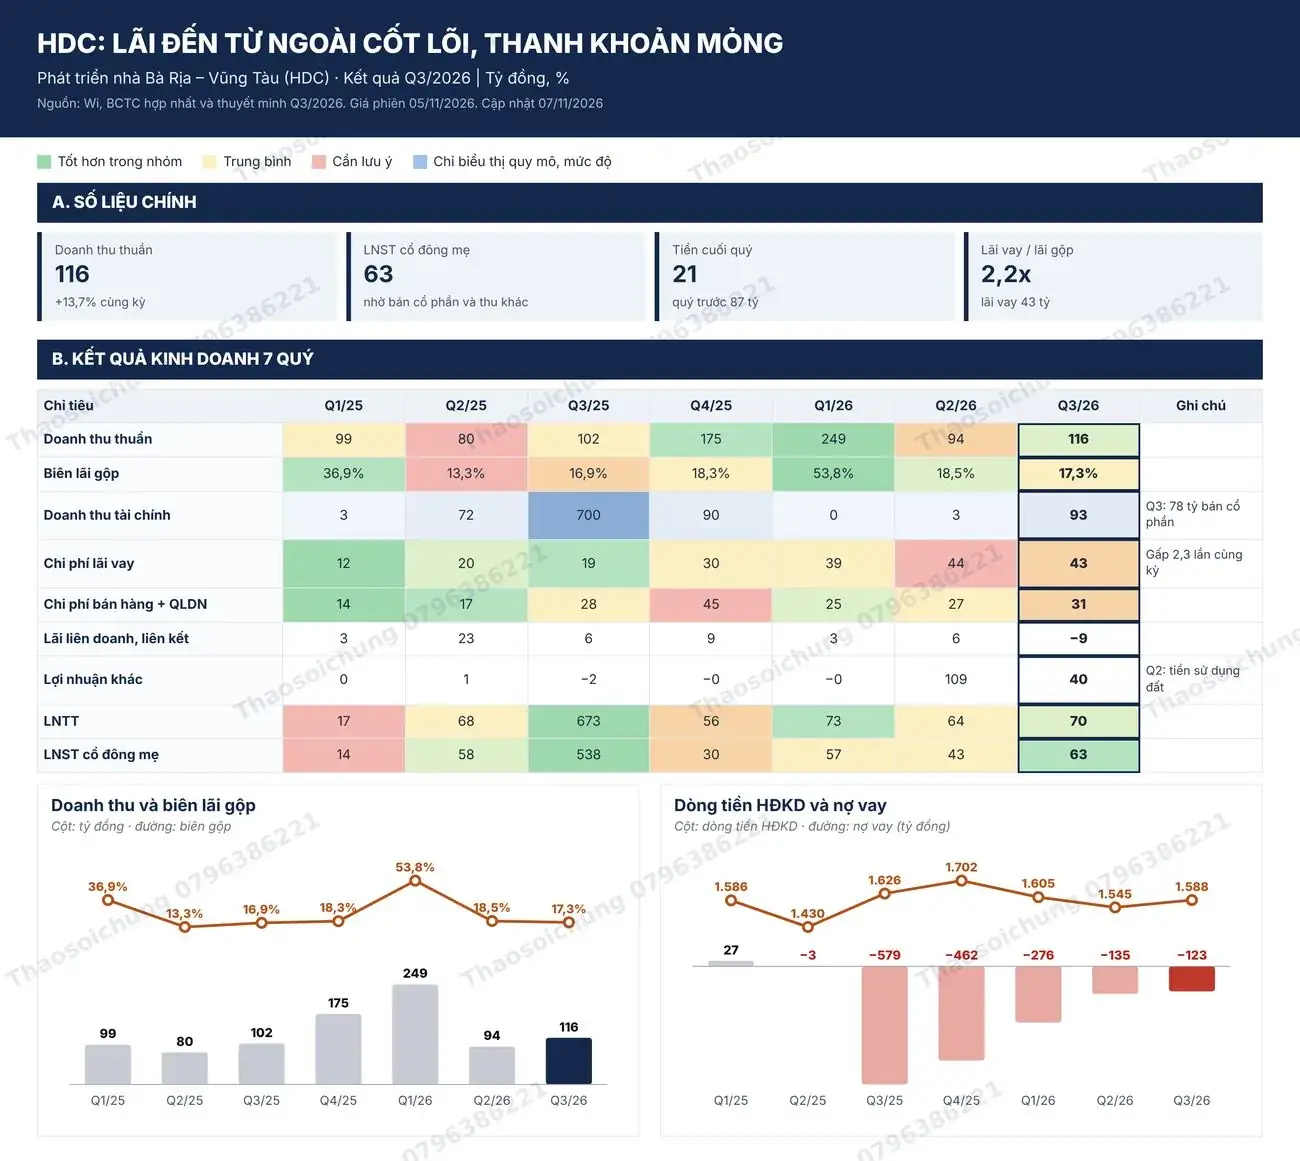 HDC: LÃI ĐẾN TỪ NGOÀI CỐT LÕI, THANH KHOẢN MỎNG
Phát triển nhà Bà Rịa – Vũng Tàu (HDC) · Kết quả Q3/2026 | Tỷ đồng, %
Nguồn: Wi, BCTC hợp nhất và thuyết minh Q3/2026. Giá phiên 05/11/2026. Cập nhật 07/11/2026
Tốt hơn trong nhóm Trung bình Cần lưu ý Chỉ biểu thị quy mô, mức độ
A. SỐ LIỆU CHÍNH
Doanh thu thuần LNST cổ đông mẹ Tiền cuối quý Lãi vay / lãi gộp
116 63 21 2,2x
+13,7% cùng kỳ nhờ bán cổ phần và thu khác quý trước 87 tỷ lãi vay 43 tỷ
B. KẾT QUẢ KINH DOANH 7 QUÝ
Chỉ tiêu Q1/25 Q2/25 Q3/25 Q4/25 Q1/26 Q2/26 Q3/26 Ghi chú
Doanh thu thuần 99 80 102 175 249 94 116
Biên lãi gộp 36,9% 13,3% 16,9% 18,3% 53,8% 18,5% 17,3%
Doanh thu tài chính 3 72 700 90 0 3 93 Q3: 78 tỷ bán cổ
phần
Chi phí lãi vay 12 20 19 30 39 44 43 Gấp 2,3 lần cùng
kỳ
Chi phí bán hàng + QLDN 14 17 28 45 25 27 31
Lãi liên doanh, liên kết 3 23 6 9 3 6 −9
Lợi nhuận khác 0 1 −2 −0 −0 109 40 Q2: tiền sử dụng
đất
LNTT 17 68 673 56 73 64 70
LNST cổ đông mẹ 14 58 538 30 57 43 63
Doanh thu và biên lãi gộp
Cột: tỷ đồng · đường: biên gộp
36,9% 13,3% 16,9% 18,3% 53,8% 18,5% 17,3%
99 80 102 175 249 94 116
Q1/25 Q2/25 Q3/25 Q4/25 Q1/26 Q2/26 Q3/26
Dòng tiền HĐKD và nợ vay
Cột: dòng tiền HĐKD · đường: nợ vay (tỷ đồng)
1.586 1.430 1.626 1.702 1.605 1.545 1.588
27 −3 −579 −462 −276 −135 −123
Q1/25 Q2/25 Q3/25 Q4/25 Q1/26 Q2/26 Q3/26
Thaosoichung 0796386221